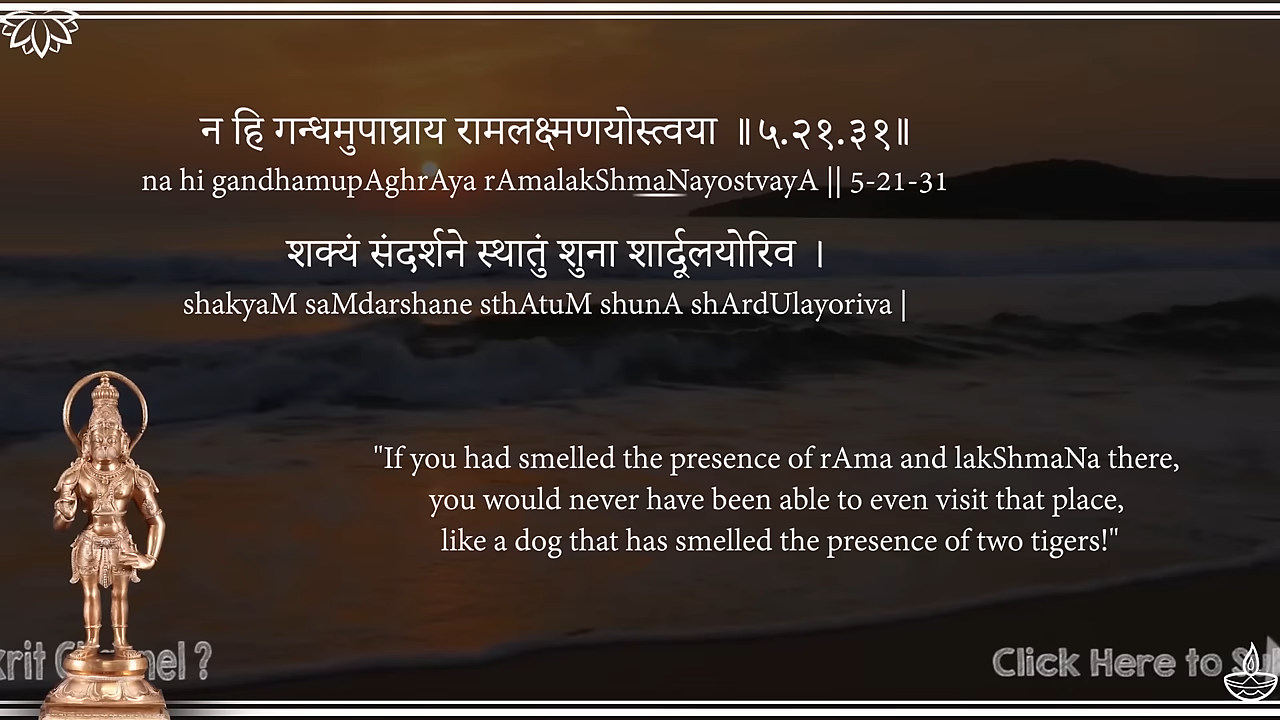 न हि गन्धमुपाघ्राय रामलक्ष्मणयोस्त्वया ॥५.२१.३१॥
na hi gandhamupAghrAya rAmalakShmaNayostvayA || 5-21-31
शक्यं संदर्शने स्थातुं शुना शार्दूलयोरिव ।
shakyaM saMdarshane sthAtuM shunA shArdUlayoriva |
"If you had smelled the presence of rAma and lakShmaNa there,
you would never have been able to even visit that place,
like a dog that has smelled the presence of two tigers!"
Click Here to